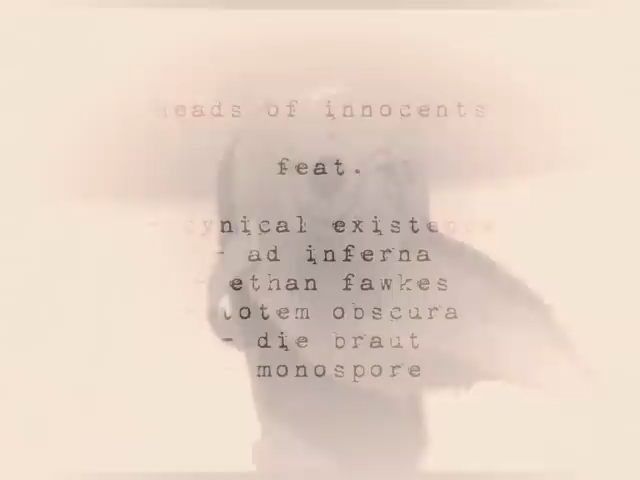 heads of innocents
feat.
- cynical existence
- ad inferna
ethan fawkes
totem obscura
- die braut
monospore